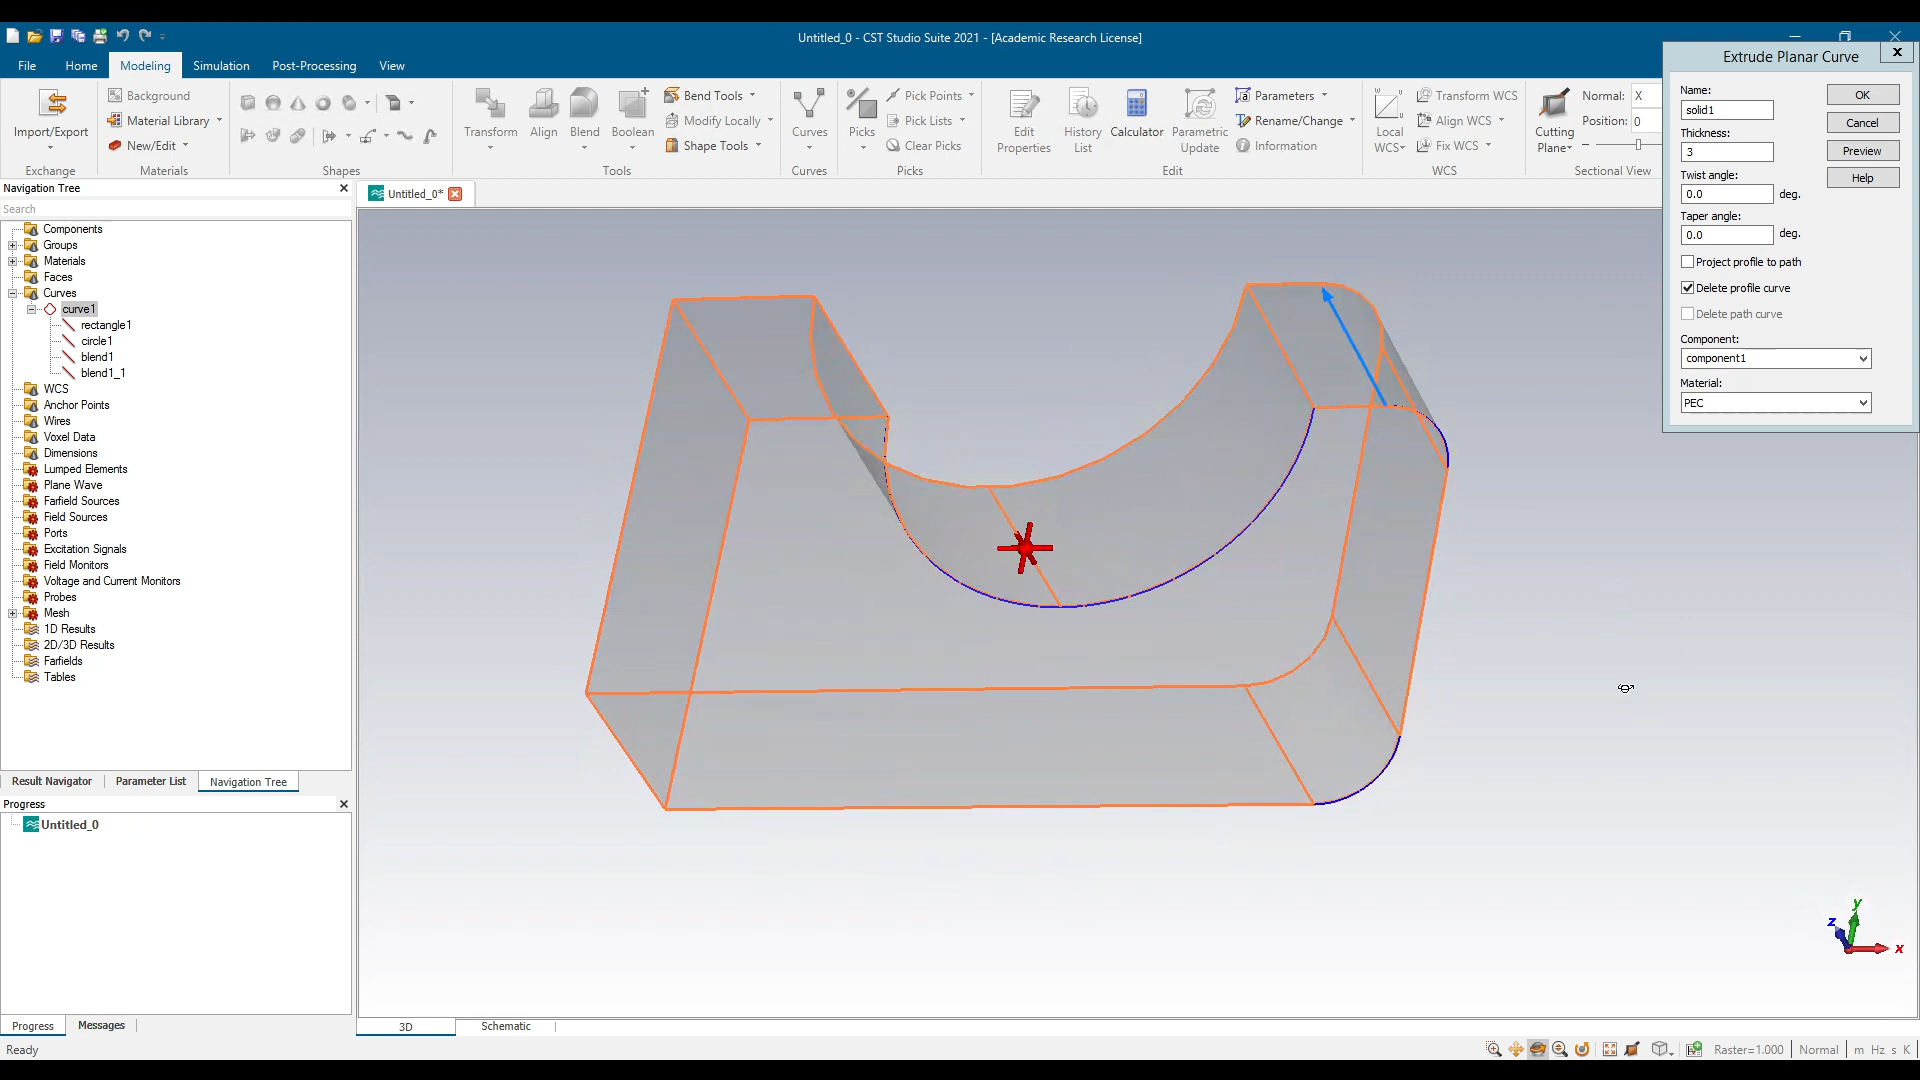 Untitled_0 - CST Studio Suite 2021 - [Academic Research License]
File Home Modeling Simulation Post-Processing View
Import/Export
Exchange
Background
Material Library
New/Edit
Materials
Shapes
Transform
Align
Blend
Boolean
Bend Tools
Modify Locally
Shape Tools
Tools
Curves
Curves
Picks
Pick Points
Pick Lists
Clear Picks
Picks
Edit
Properties
History
List
Calculator
Parametric
Update
Parameters
Rename/Change
Information
Edit
Local
WCS
Transform WCS
Align WCS
Fix WCS
WCS
Cutting
Plane
Normal: X
Position: 0
Sectional View
Extrude Planar Curve
Name:
solid1
Thickness:
3
Twist angle:
0.0 deg.
Taper angle:
0.0 deg.
Project profile to path
Delete profile curve
Delete path curve
Component:
component1
Material:
PEC
OK
Cancel
Preview
Help
Navigation Tree
Search
Components
Groups
Materials
Faces
Curves
curve1
rectangle1
circle1
blend1
blend1_1
WCS
Anchor Points
Wires
Voxel Data
Dimensions
Lumped Elements
Plane Wave
Farfield Sources
Field Sources
Ports
Excitation Signals
Field Monitors
Voltage and Current Monitors
Probes
Mesh
1D Results
2D/3D Results
Farfields
Tables
Result Navigator Parameter List Navigation Tree
Progress
Untitled_0
Progress Messages
Untitled_0*
y
z
x
3D Schematic
Ready
Raster=1.000 Normal m Hz s K